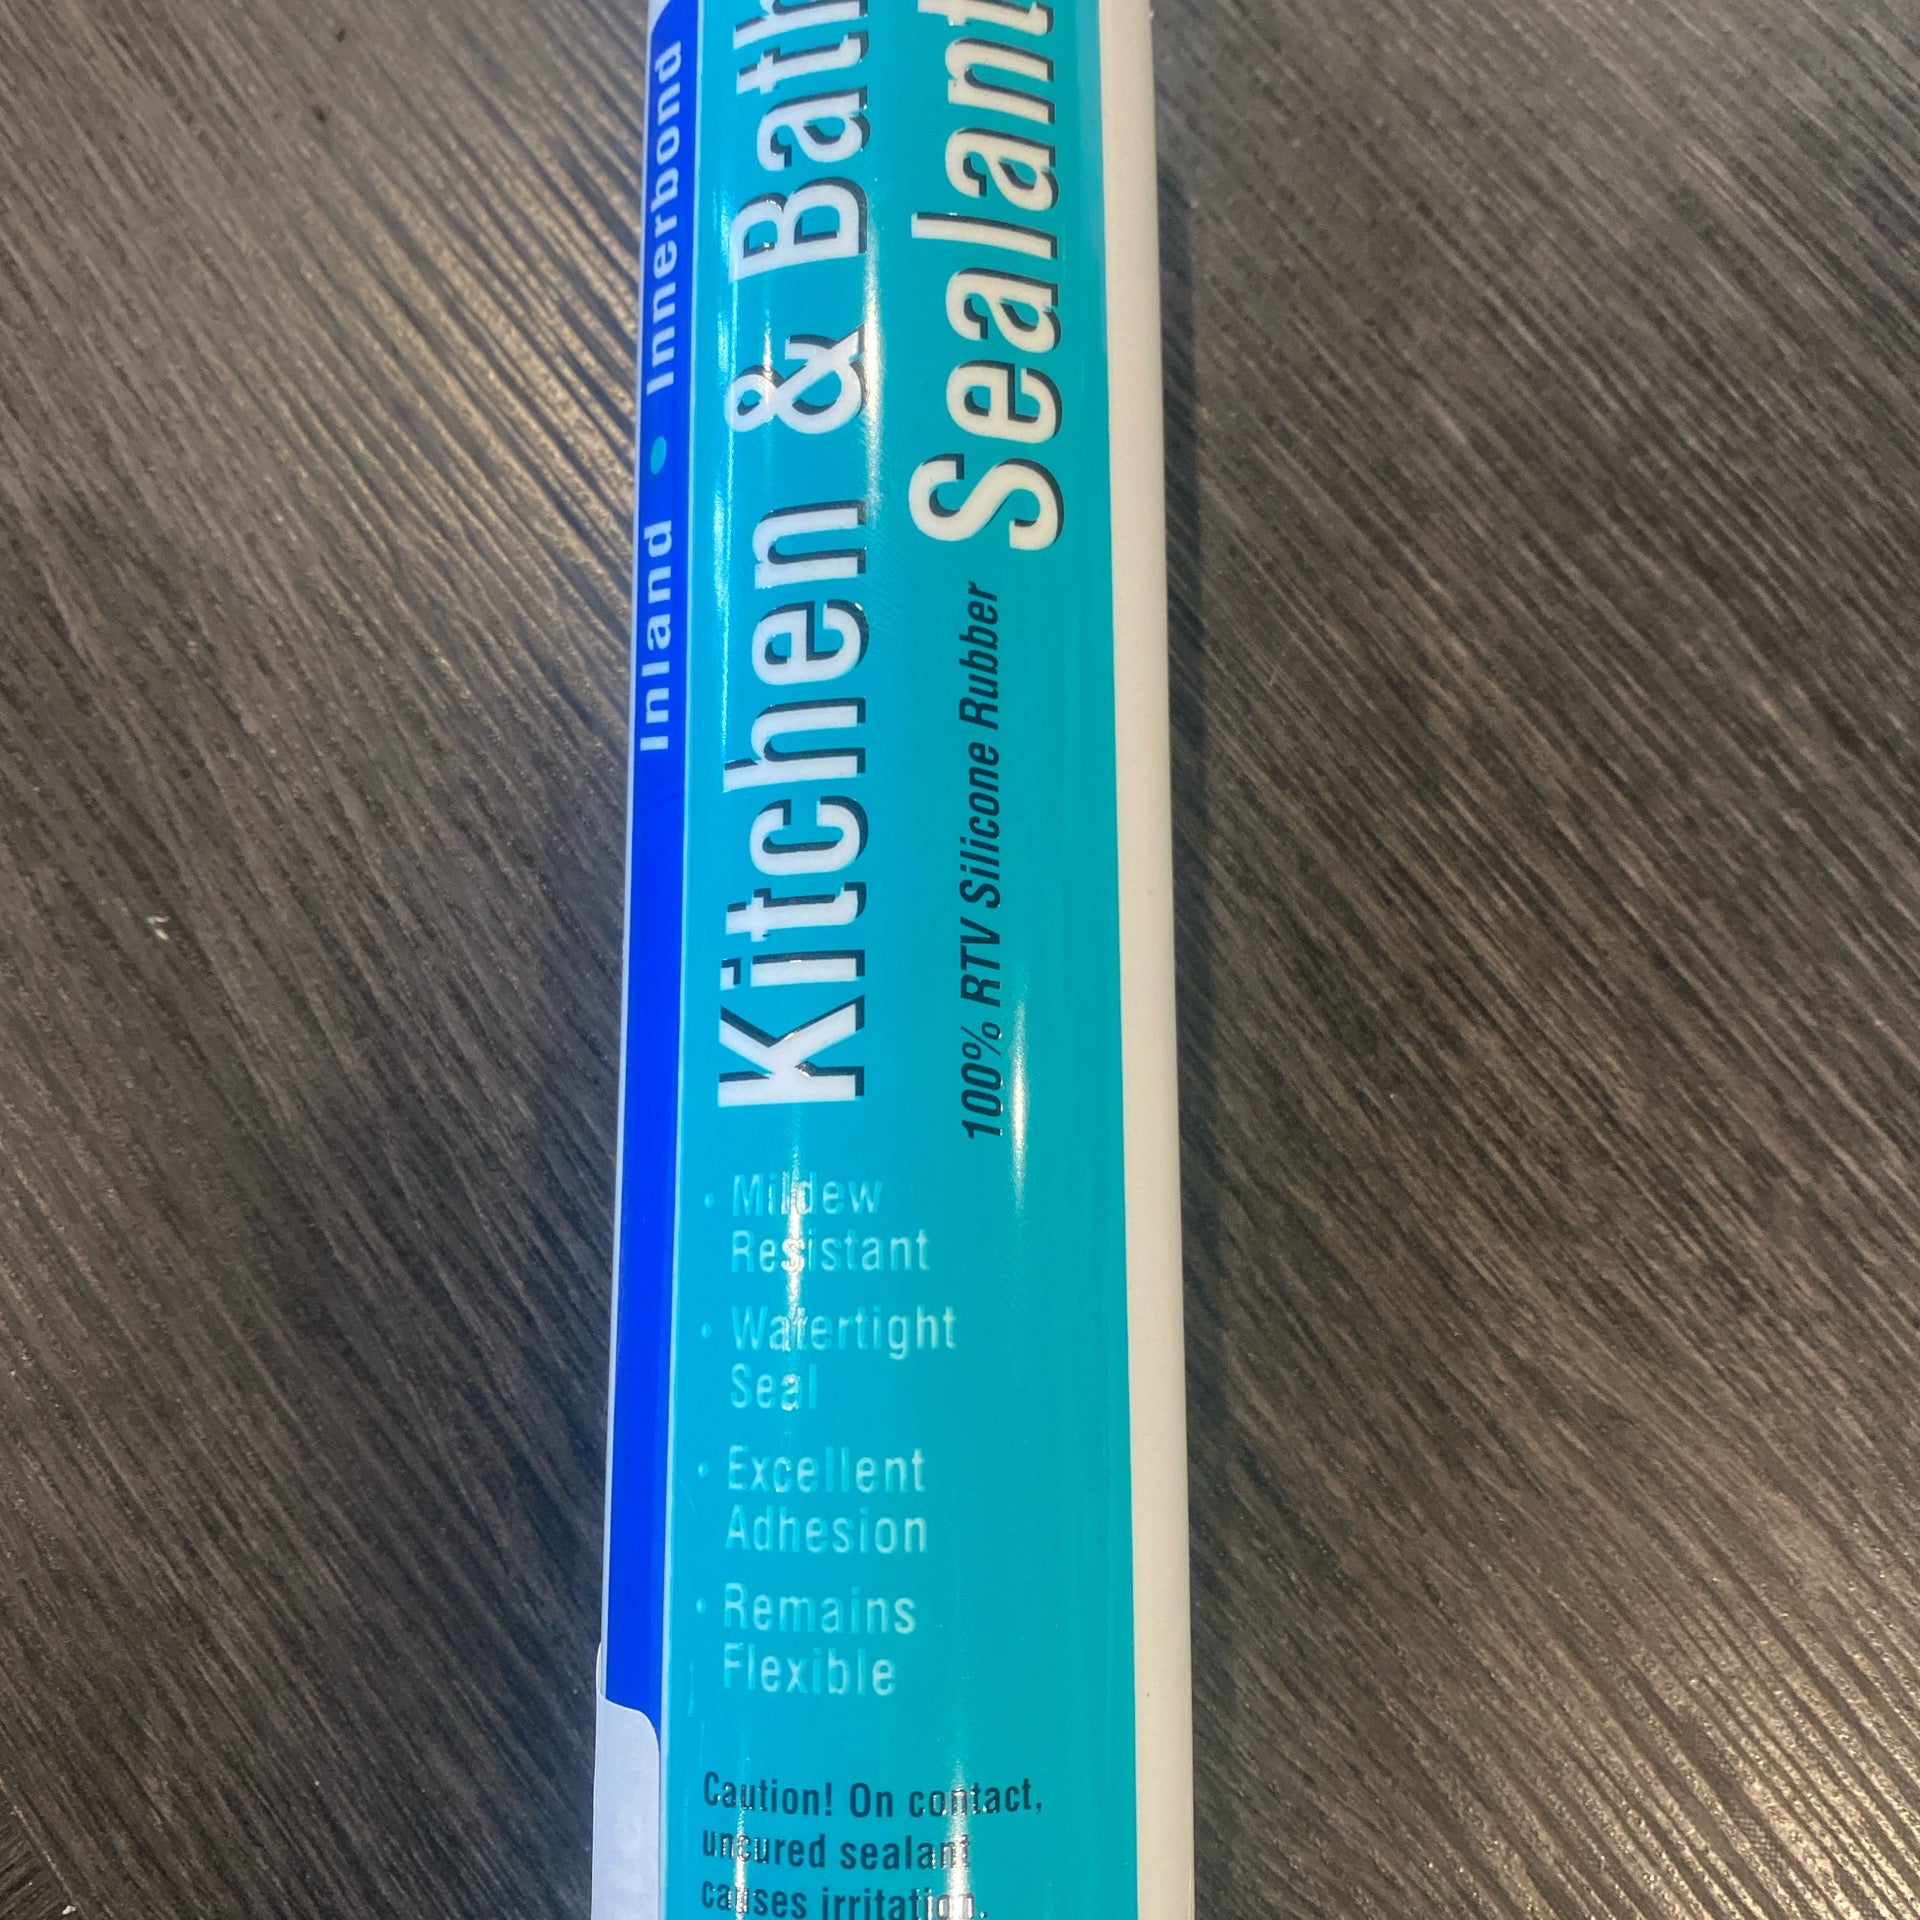 Inland • Innerbond
Kitchen & Bath
Sealant
100% RTV Silicone Rubber
• Mildew
Resistant
• Watertight
Seal
• Excellent
Adhesion
• Remains
Flexible
Caution! On contact,
uncured sealant
causes irritation.